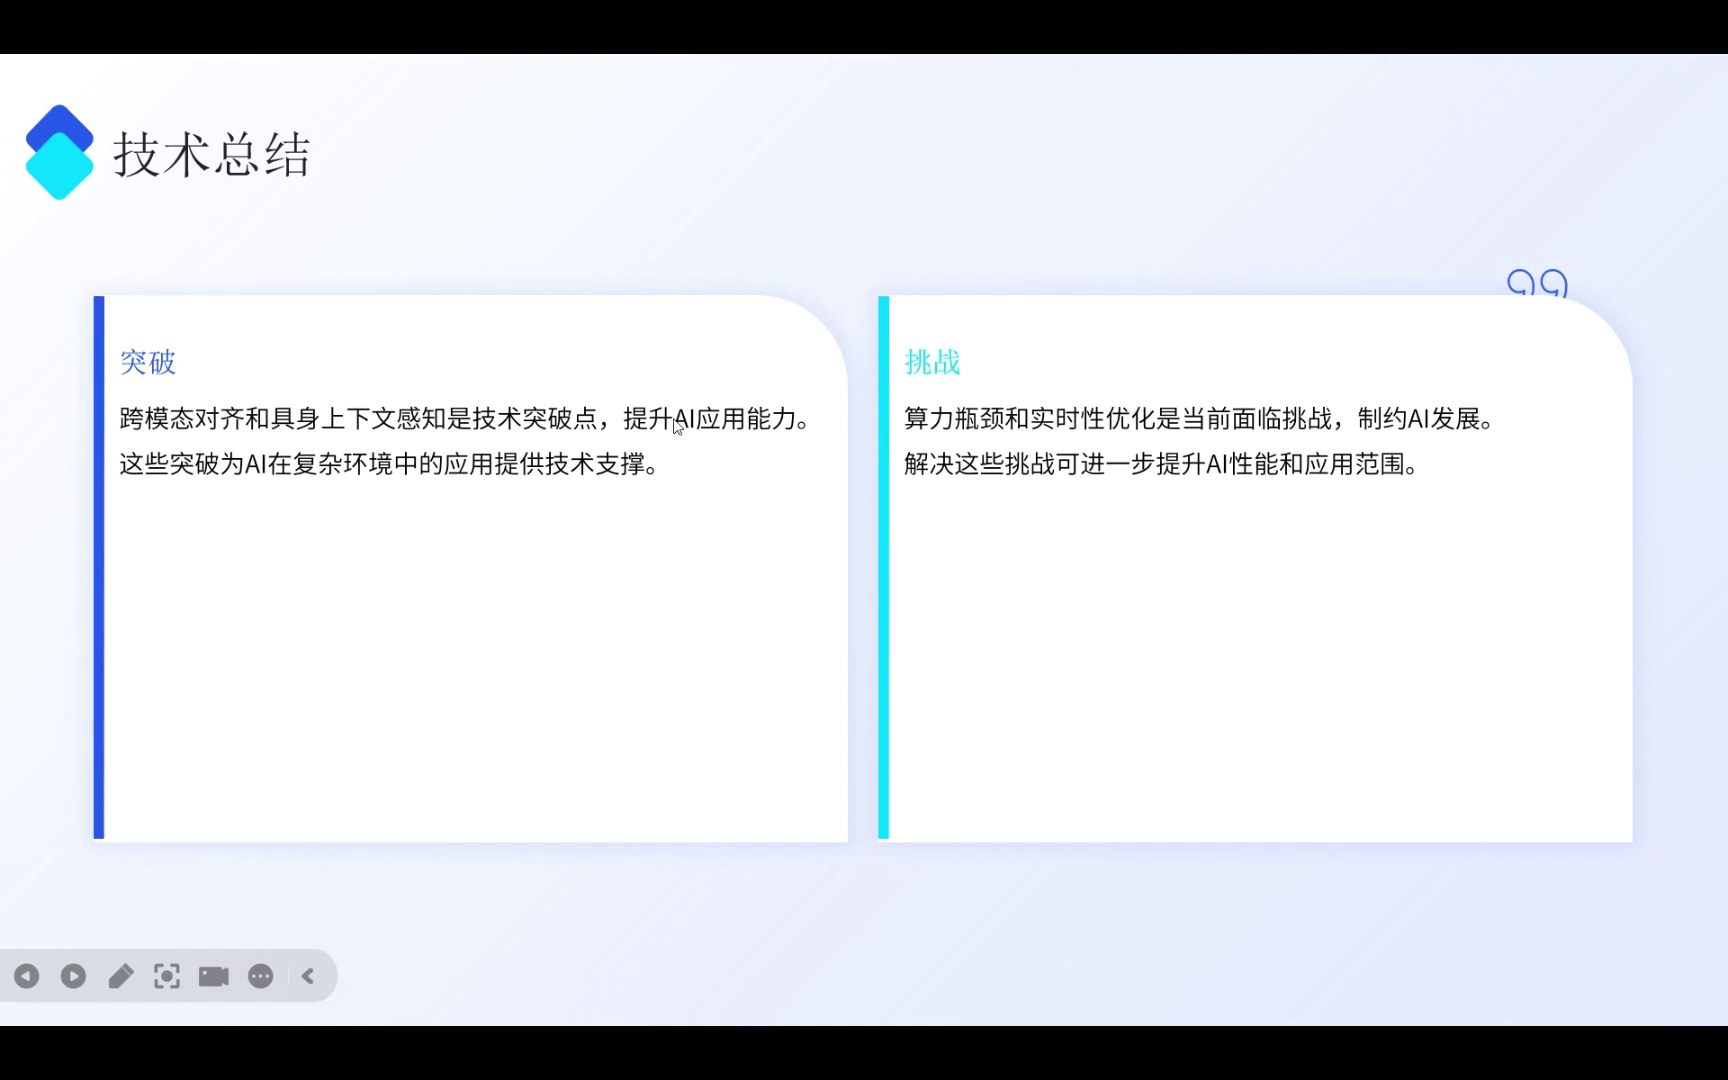 技术总结
突破
跨模态对齐和具身上下文感知是技术突破点，提升AI应用能力。
这些突破为AI在复杂环境中的应用提供技术支撑。
挑战
算力瓶颈和实时性优化是当前面临挑战，制约AI发展。
解决这些挑战可进一步提升AI性能和应用范围。